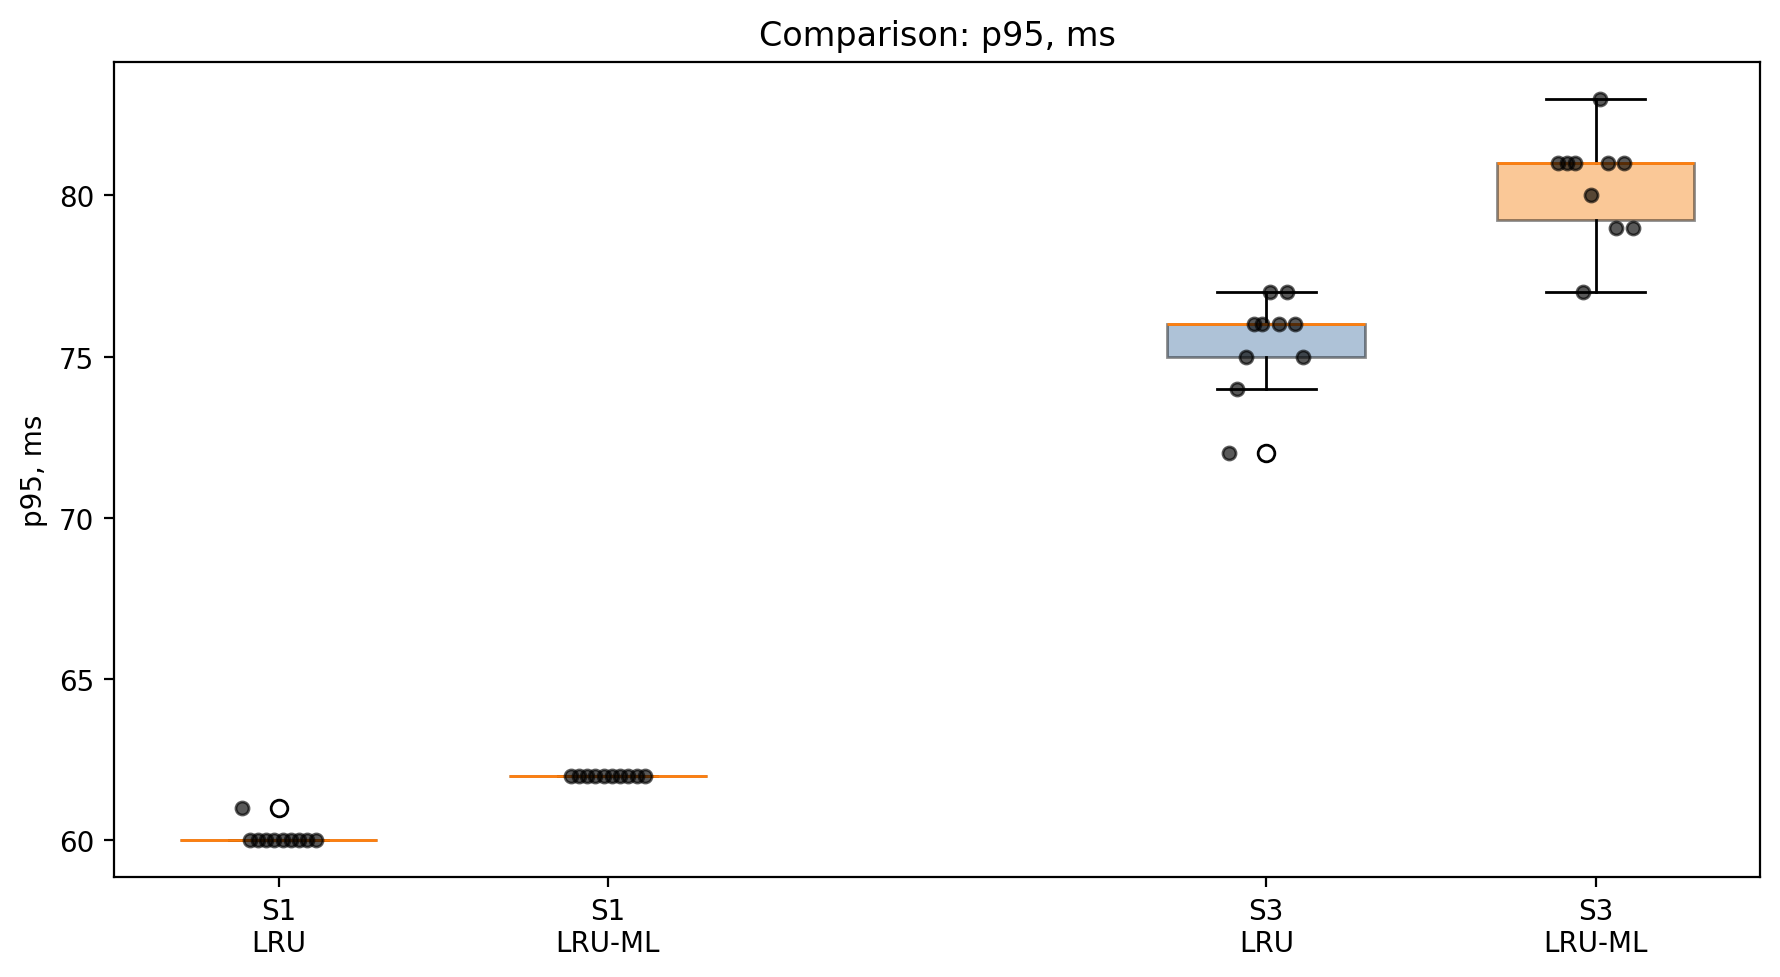 Comparison: p95, ms
p95, ms
80
75
70
65
60
S1
LRU
S1
LRU-ML
S3
LRU
S3
LRU-ML